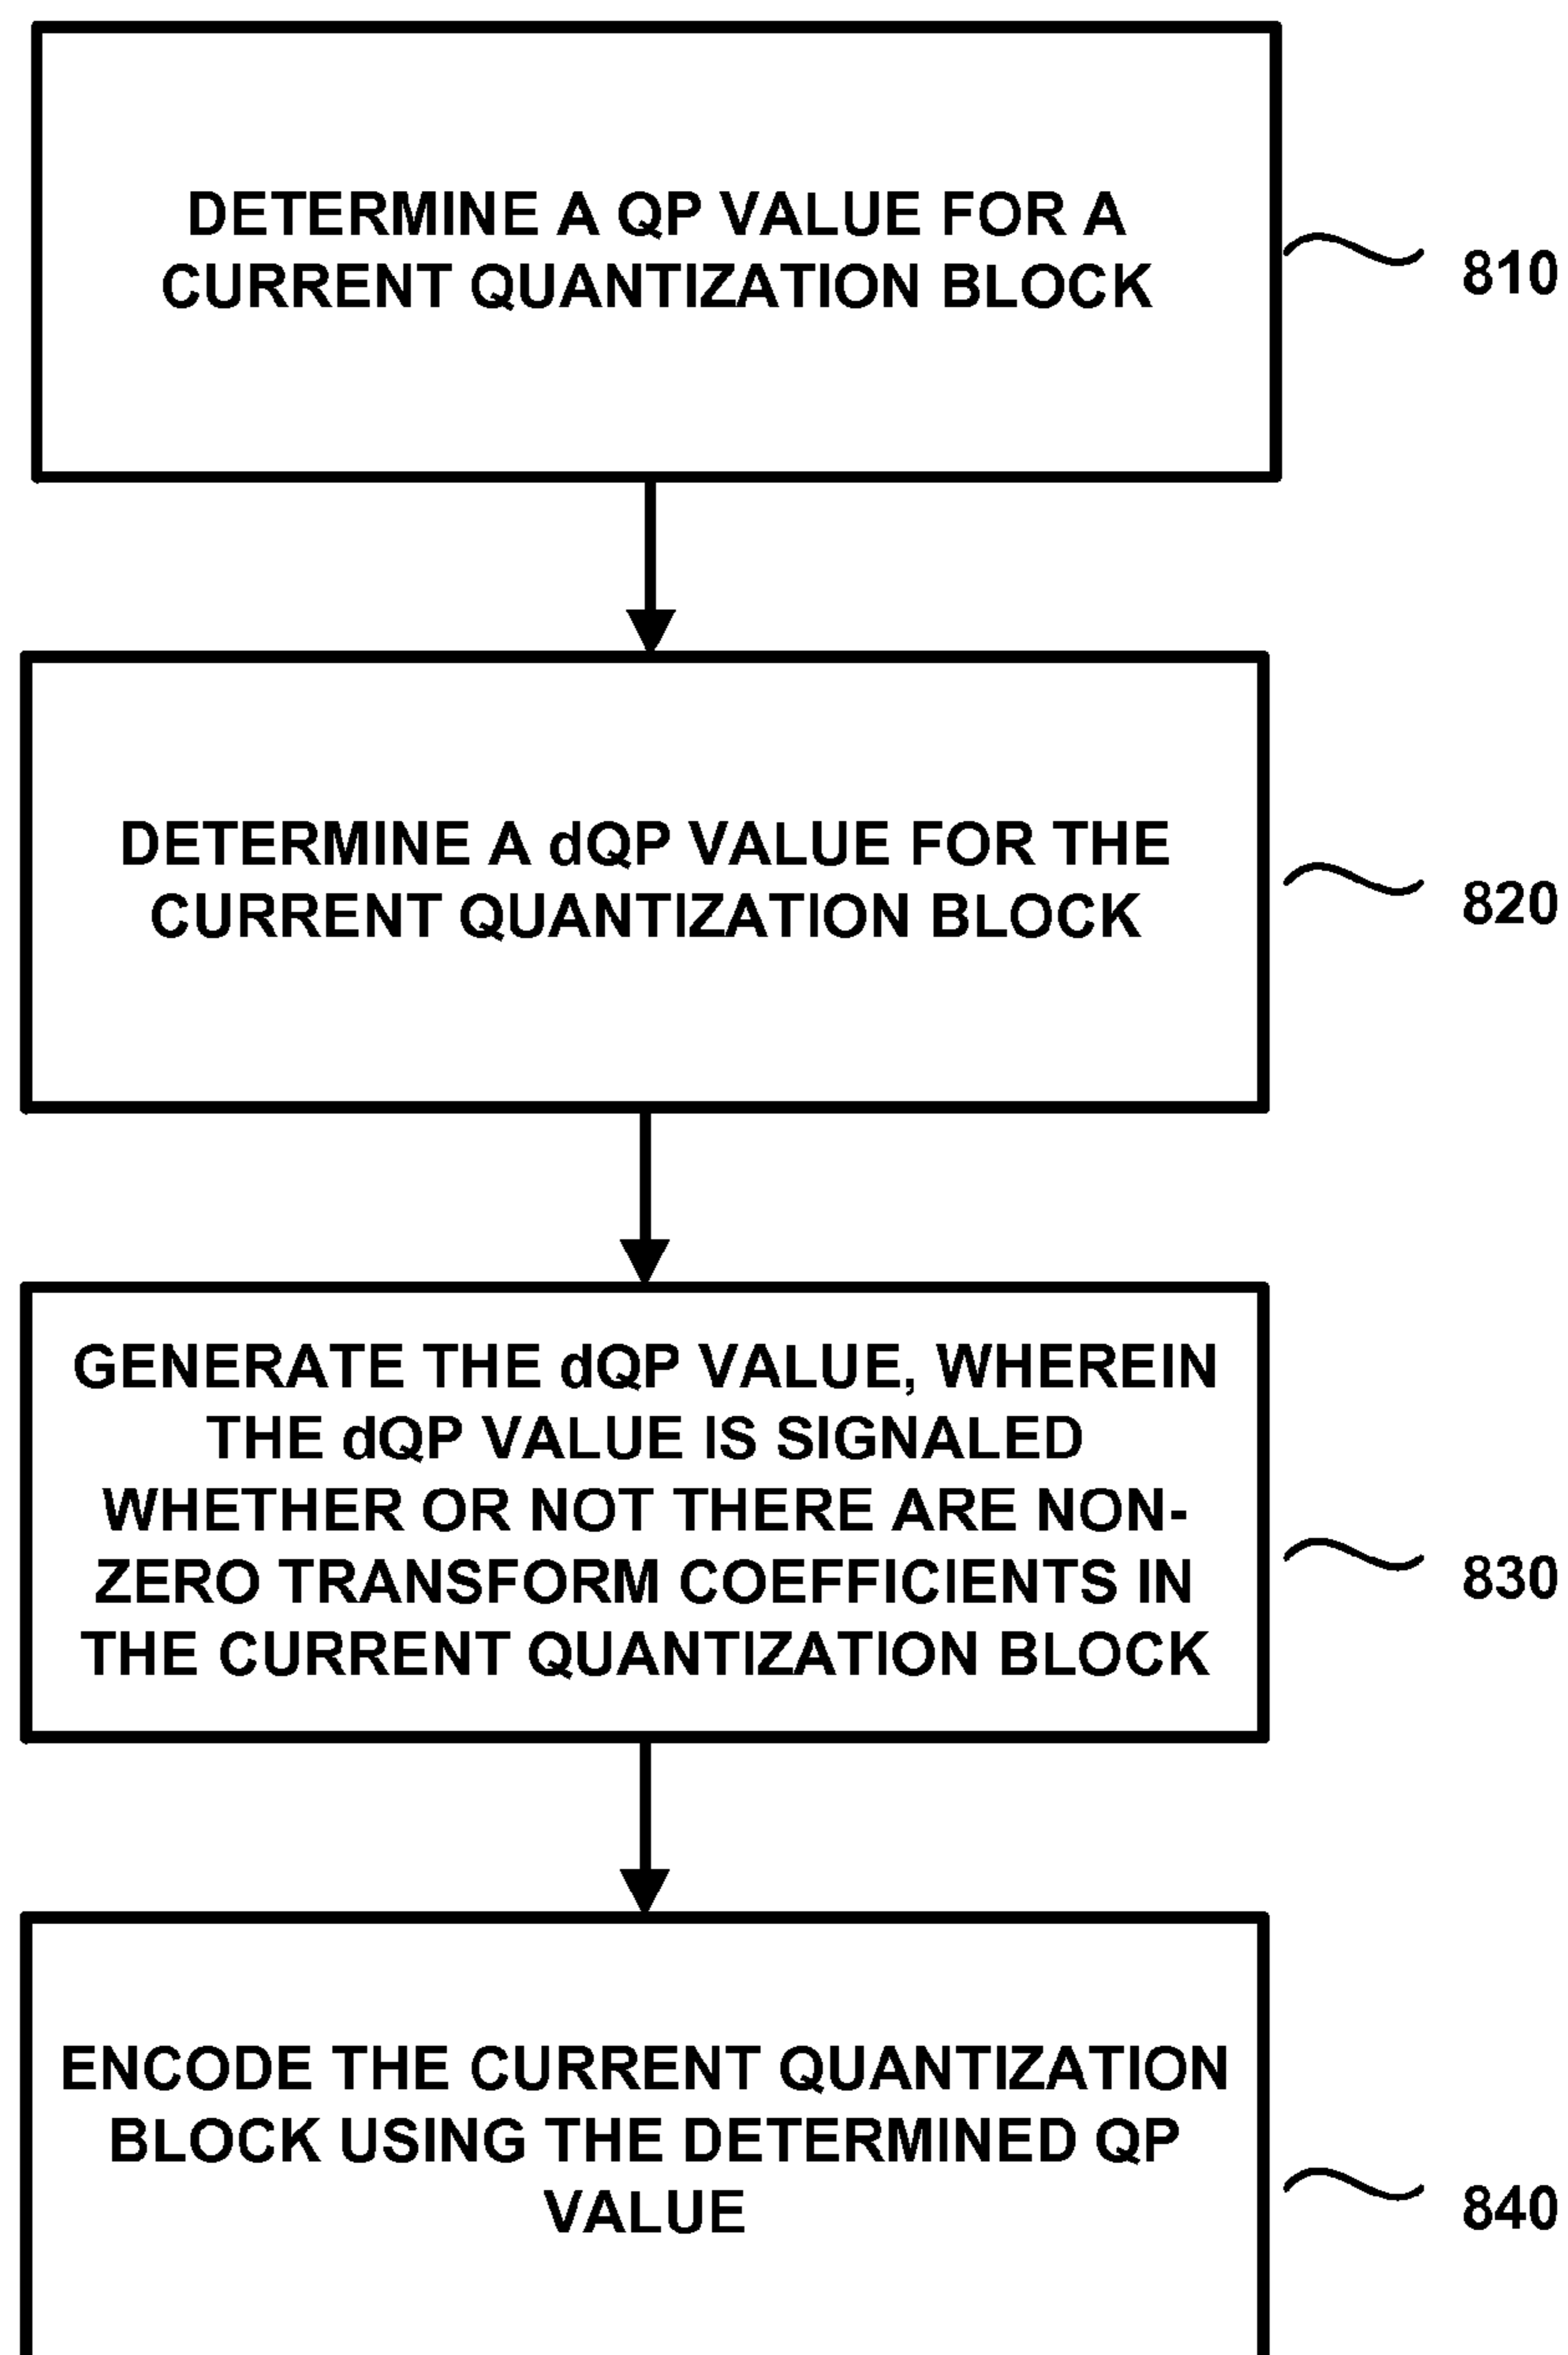 DETERMINE A QP VALUE FOR A
CURRENT QUANTIZATION BLOCK
810
DETERMINE A dQP VALUE FOR THE
CURRENT QUANTIZATION BLOCK
820
GENERATE THE dQP VALUE, WHEREIN
THE dQP VALUE IS SIGNALED
WHETHER OR NOT THERE ARE NON-
ZERO TRANSFORM COEFFICIENTS IN
THE CURRENT QUANTIZATION BLOCK
830
ENCODE THE CURRENT QUANTIZATION
BLOCK USING THE DETERMINED QP
VALUE
840